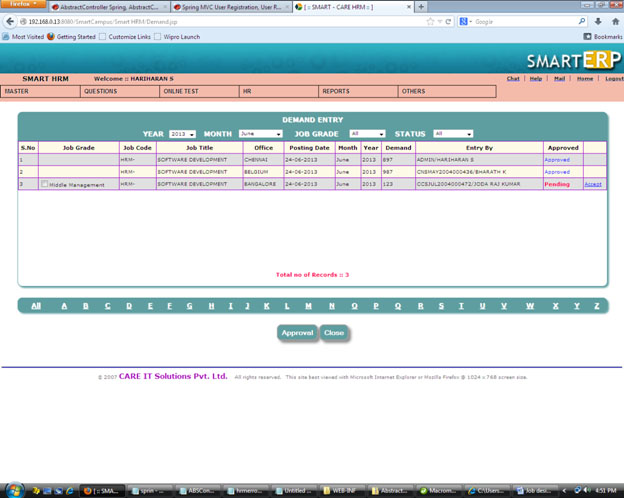 Firefox
AbstractController Spring, AbstractC...
Spring MVC User Registration, User R...
[ :: SMART - CARE HRM :: ]
192.168.0.13:8080/SmartCampus/Smart HRM/Demand.jsp
Google
Most Visited Getting Started Customize Links Wipro Launch
SMARTERP
SMART HRM Welcome :: HARIHARAN S Chat | Help | Mail | Home | Logout
MASTER QUESTIONS ONLINE TEST HR REPORTS OTHERS
DEMAND ENTRY
YEAR 2013 MONTH June JOB GRADE All STATUS All
S.No Job Grade Job Code Job Title Office Posting Date Month Year Demand Entry By Approved
1 HRM- SOFTWARE DEVELOPMENT CHENNAI 24-06-2013 June 2013 897 ADMIN/HARIHARAN S Approved
2 HRM- SOFTWARE DEVELOPMENT BELGIUM 24-06-2013 June 2013 987 CNEMAY2004000436/BHARATH K Approved
3 Middle Management HRM- SOFTWARE DEVELOPMENT BANGALORE 24-06-2013 June 2013 123 CCSJUL2004000472/JODA RAJ KUMAR Pending Accept
Total no of Records :: 3
All A B C D E F G H I J K L M N O P Q R S T U V W X Y Z
Approval Close
© 2007 CARE IT Solutions Pvt. Ltd. All rights reserved. This site best viewed with Microsoft Internet Explorer or Mozilla Firefox @ 1024 x 768 screen size.
Start [ :: SMA... sprin - ... ABSCon... hrmerro... Untitled ... WEB-INF Abstract... Macrom... C:\Users... Job desi... 4:51 PM